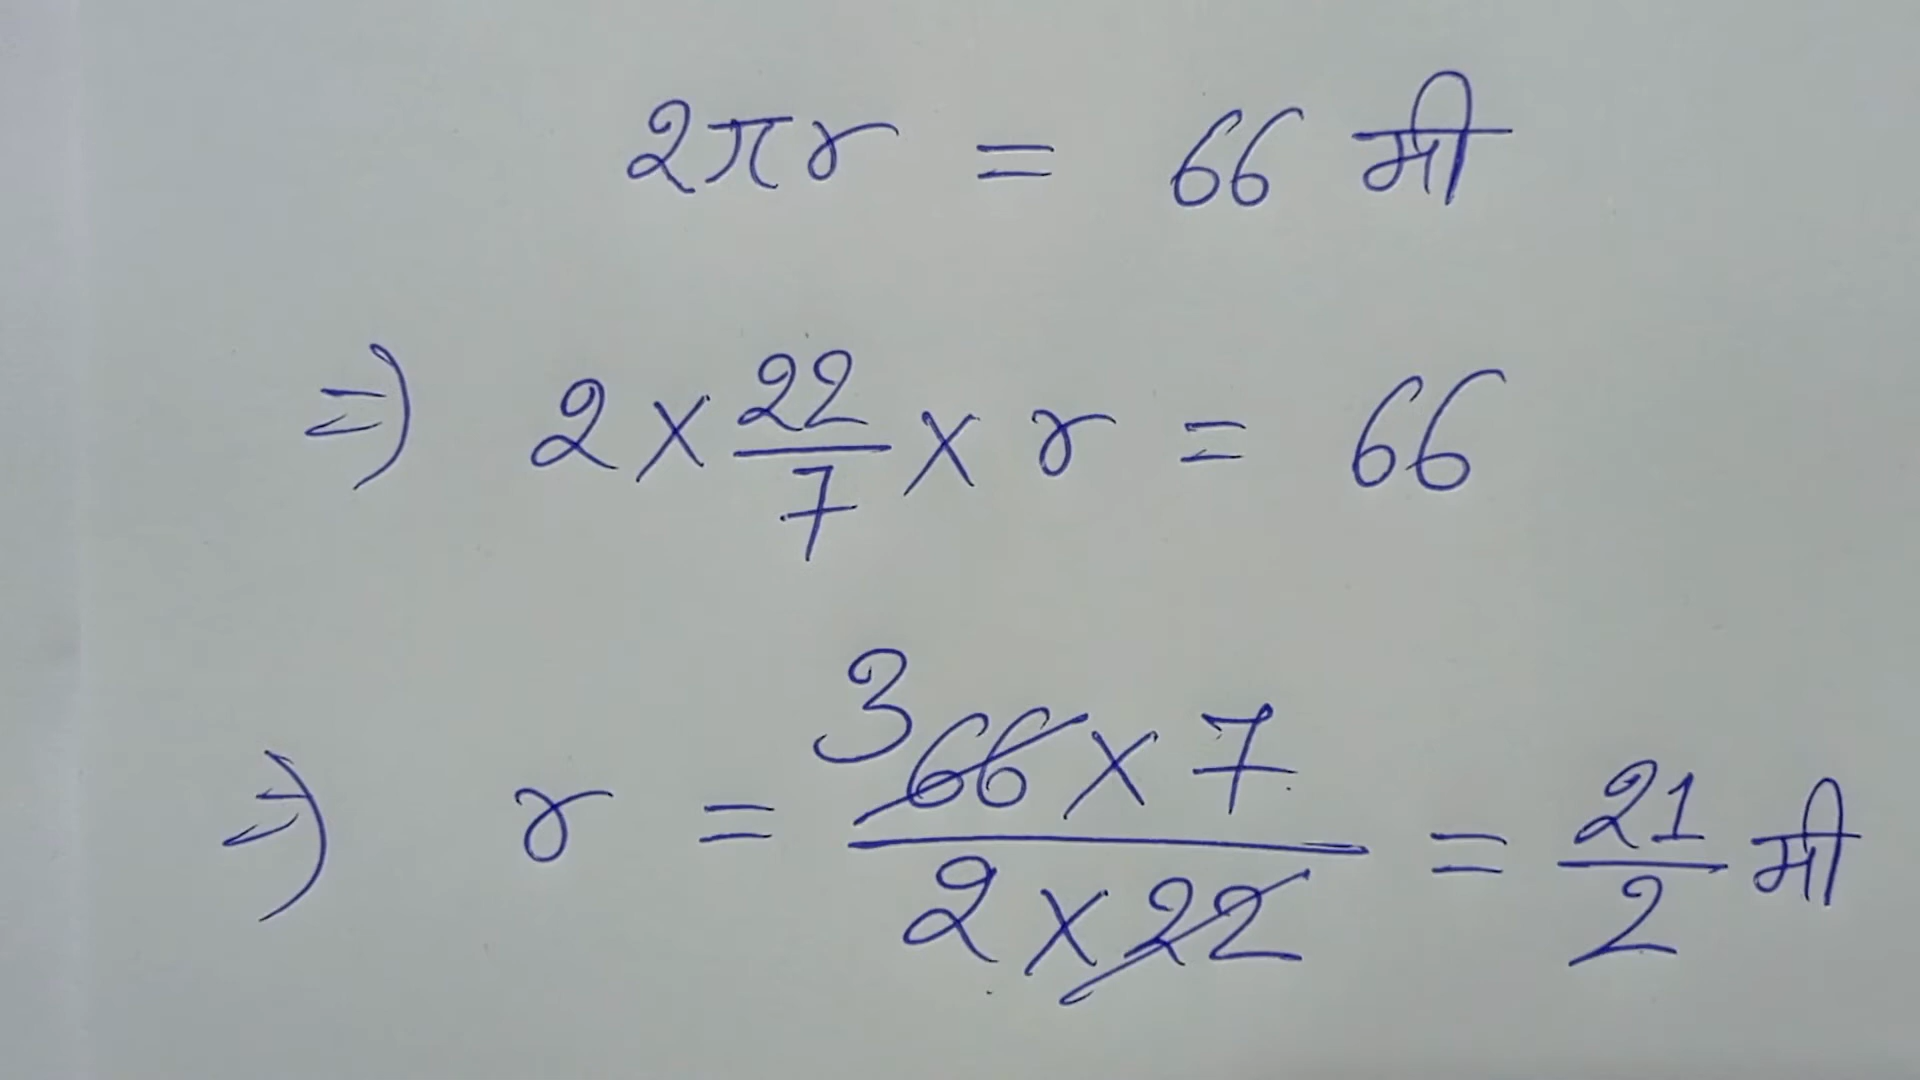 2πr = 66 मी
⇒ 2 × 22/7 × r = 66
⇒ r = 3 66 × 7 / 2 × 22 = 21/2 मी